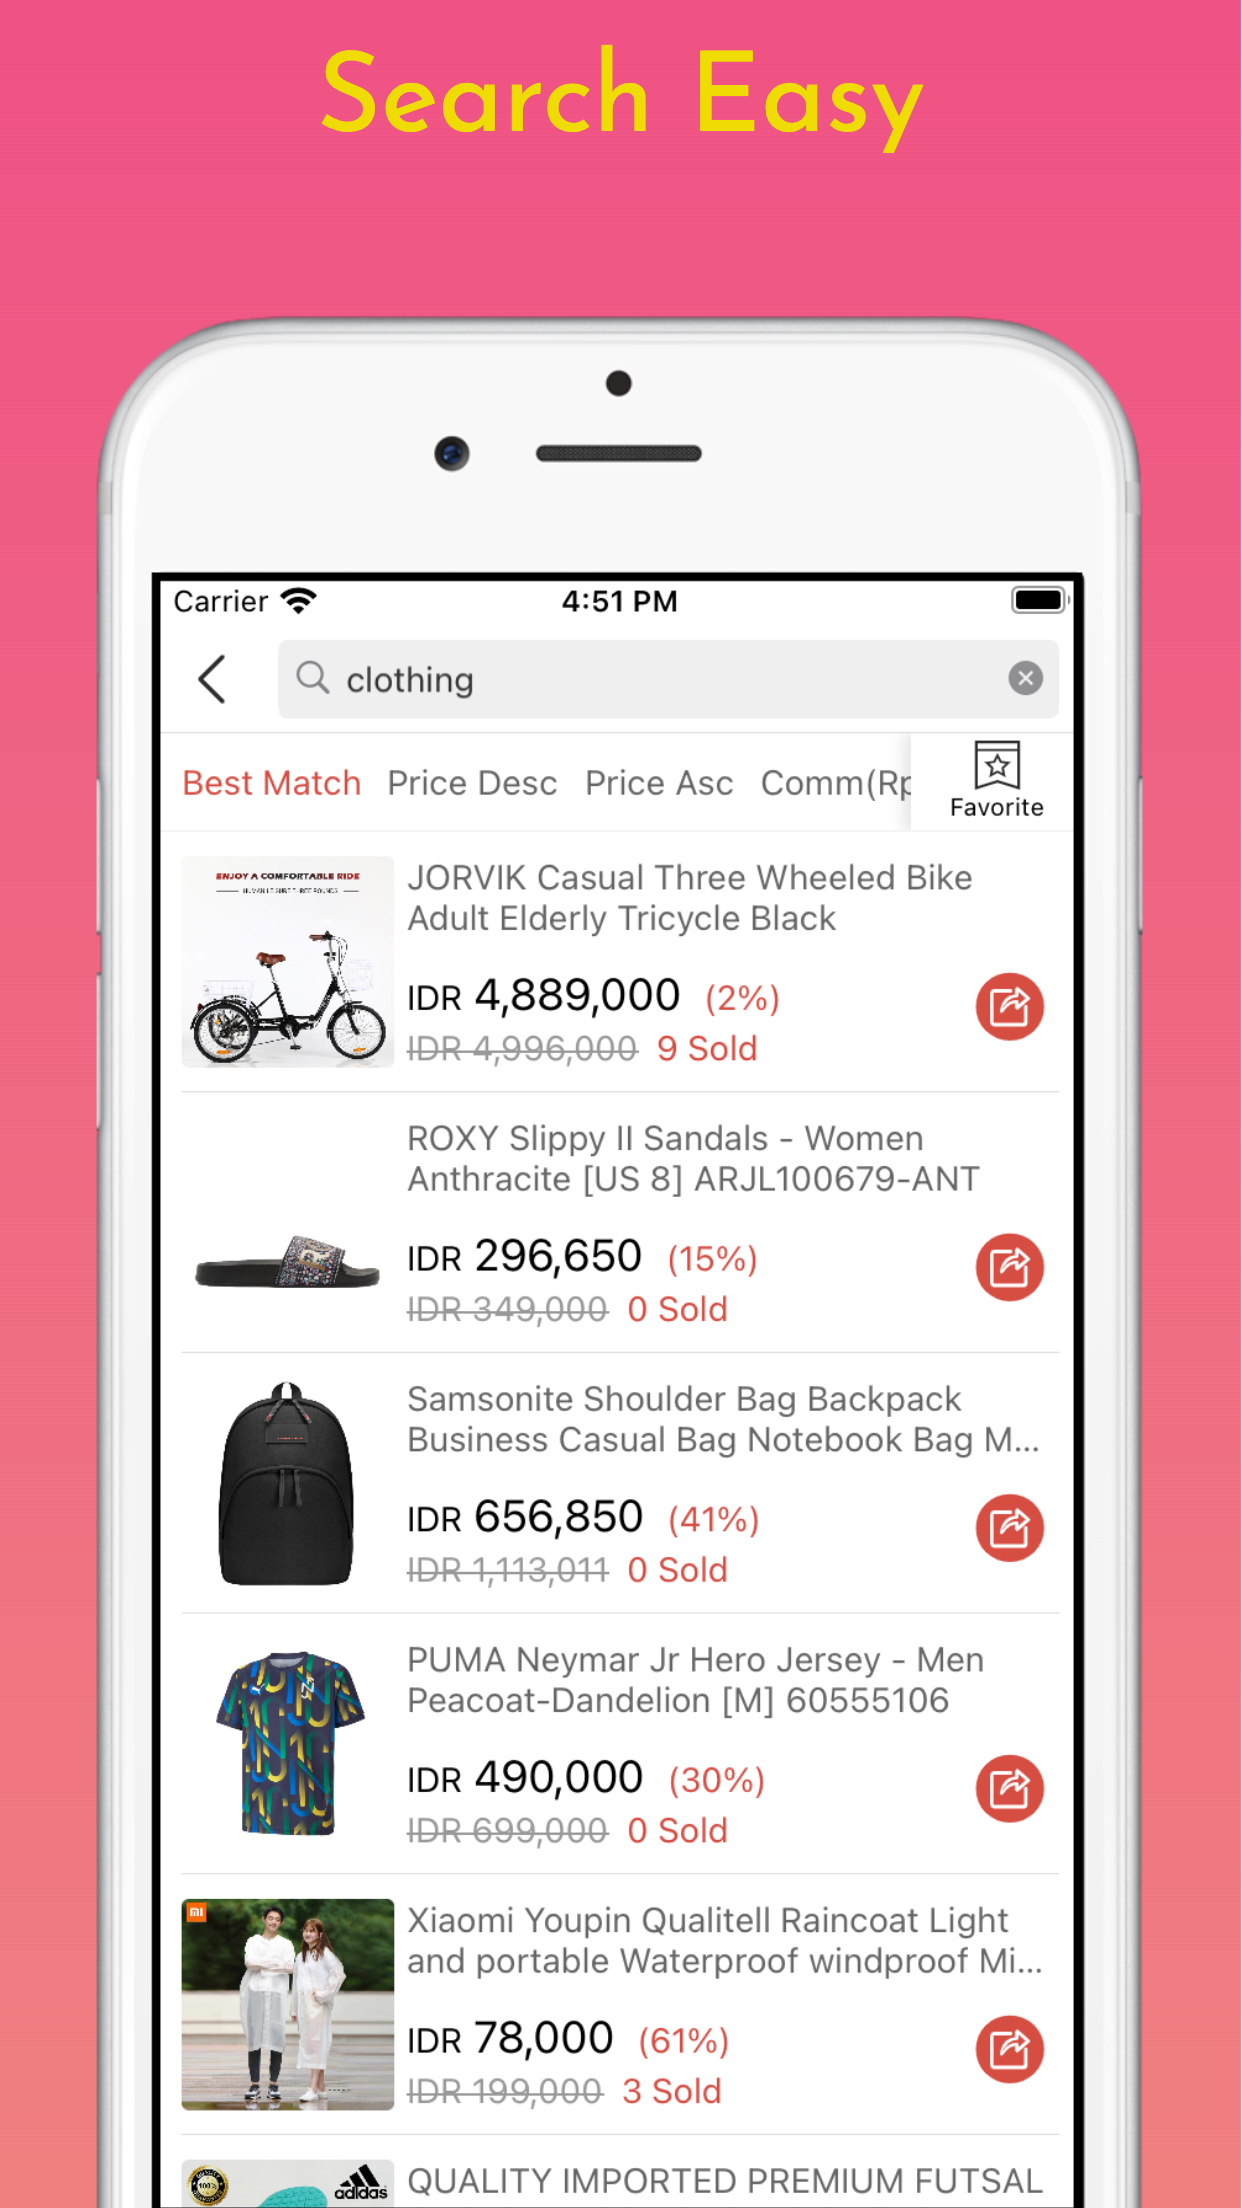 Search Easy
Carrier
4:51 PM
clothing
Best Match
Price Desc
Price Asc
Comm(Rp
Favorite
ENJOY A COMFORTABLE RIDE
JORVIK Casual Three Wheeled Bike
Adult Elderly Tricycle Black
IDR 4,889,000 (2%)
IDR 4,996,000 9 Sold
ROXY Slippy II Sandals - Women
Anthracite [US 8] ARJL100679-ANT
IDR 296,650 (15%)
IDR 349,000 0 Sold
Samsonite Shoulder Bag Backpack
Business Casual Bag Notebook Bag M...
IDR 656,850 (41%)
IDR 1,113,011 0 Sold
PUMA Neymar Jr Hero Jersey - Men
Peacoat-Dandelion [M] 60555106
IDR 490,000 (30%)
IDR 699,000 0 Sold
mi
Xiaomi Youpin Qualitell Raincoat Light
and portable Waterproof windproof Mi...
IDR 78,000 (61%)
IDR 199,000 3 Sold
100%
adidas
QUALITY IMPORTED PREMIUM FUTSAL